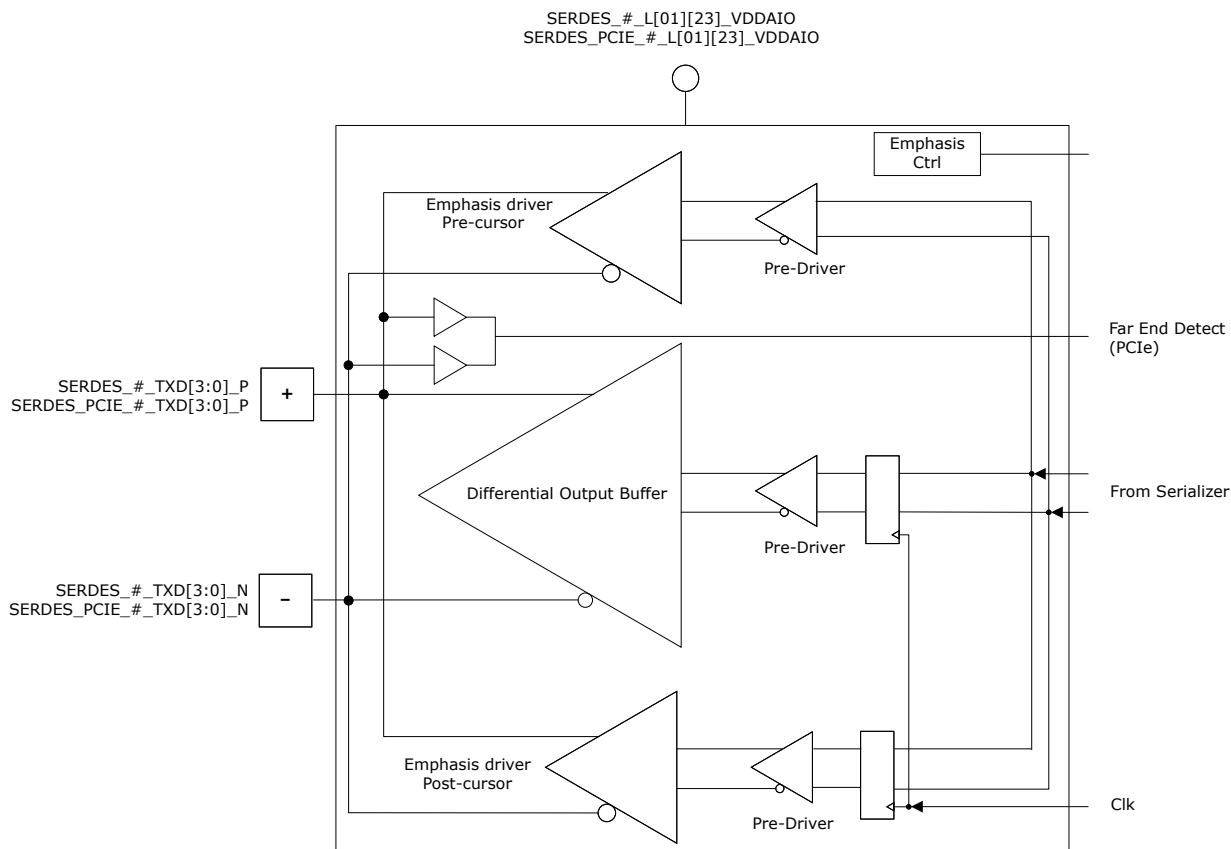 SERDES_#_L[01][23]_VDDAIO
SERDES_PCIE_#_L[01][23]_VDDAIO
Emphasis
Ctrl
Emphasis driver
Pre-cursor
Pre-Driver
Far End Detect
(PCIe)
SERDES_#_TXD[3:0]_P
SERDES_PCIE_#_TXD[3:0]_P
+
Differential Output Buffer
Pre-Driver
From Serializer
SERDES_#_TXD[3:0]_N
SERDES_PCIE_#_TXD[3:0]_N
–
Emphasis driver
Post-cursor
Pre-Driver
Clk